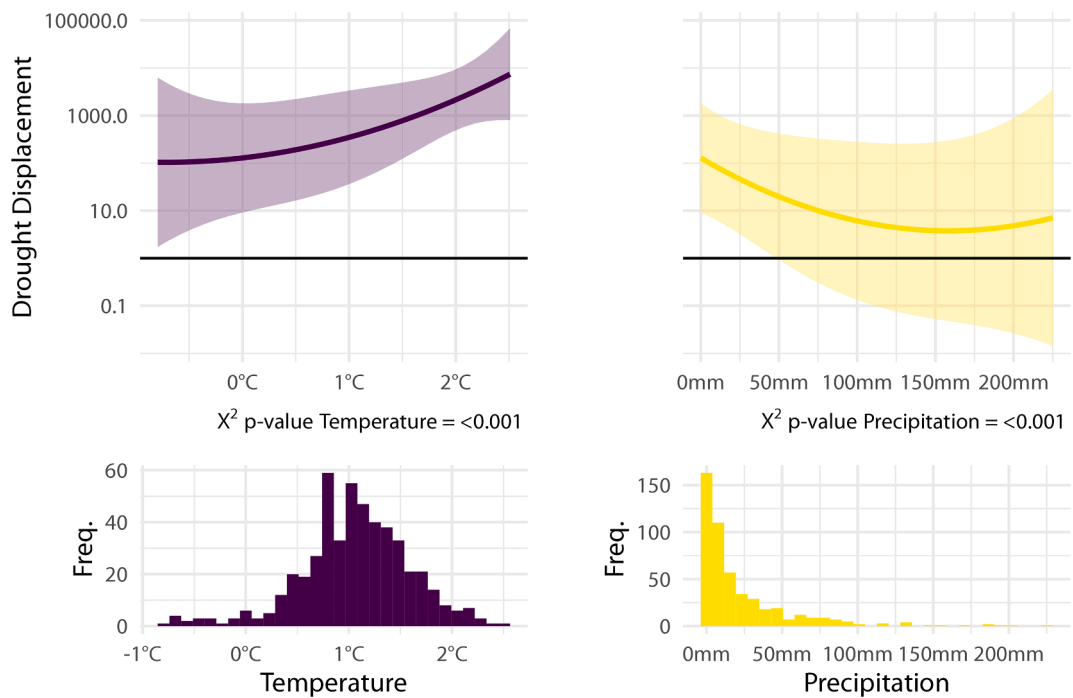 Drought Displacement
100000.0
1000.0
10.0
0.1
0°C 1°C 2°C
X² p-value Temperature = <0.001
0mm 50mm 100mm 150mm 200mm
X² p-value Precipitation = <0.001
Freq.
60
40
20
0
-1°C 0°C 1°C 2°C
Temperature
Freq.
150
100
50
0
0mm 50mm 100mm 150mm 200mm
Precipitation